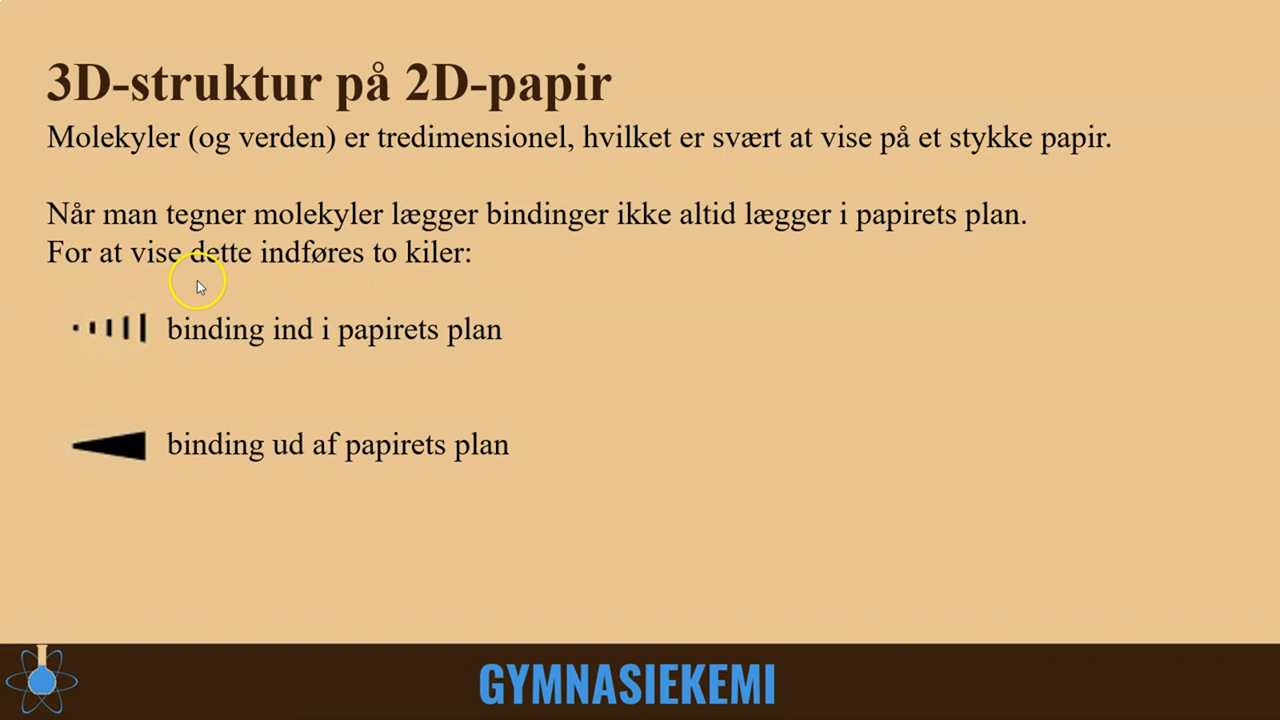 3D-struktur på 2D-papir
Molekyler (og verden) er tredimensionel, hvilket er svært at vise på et stykke papir.
Når man tegner molekyler lægger bindinger ikke altid lægger i papirets plan.
For at vise dette indføres to kiler:
binding ind i papirets plan
binding ud af papirets plan
GYMNASIEKEMI